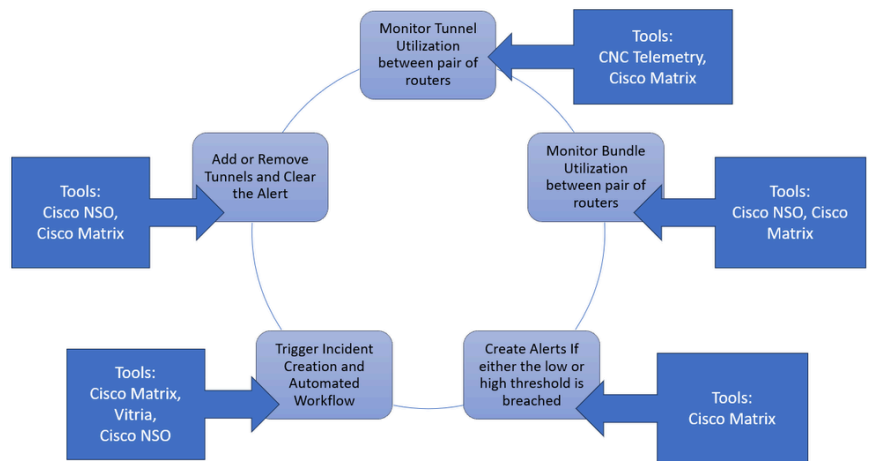 Monitor Tunnel
Utilization
between pair of
routers
Tools:
CNC Telemetry,
Cisco Matrix
Monitor Bundle
Utilization
between pair of
routers
Tools:
Cisco NSO, Cisco
Matrix
Create Alerts If
either the low or
high threshold is
breached
Tools:
Cisco Matrix
Trigger Incident
Creation and
Automated
Workflow
Tools:
Cisco Matrix,
Vitria,
Cisco NSO
Add or Remove
Tunnels and Clear
the Alert
Tools:
Cisco NSO,
Cisco Matrix